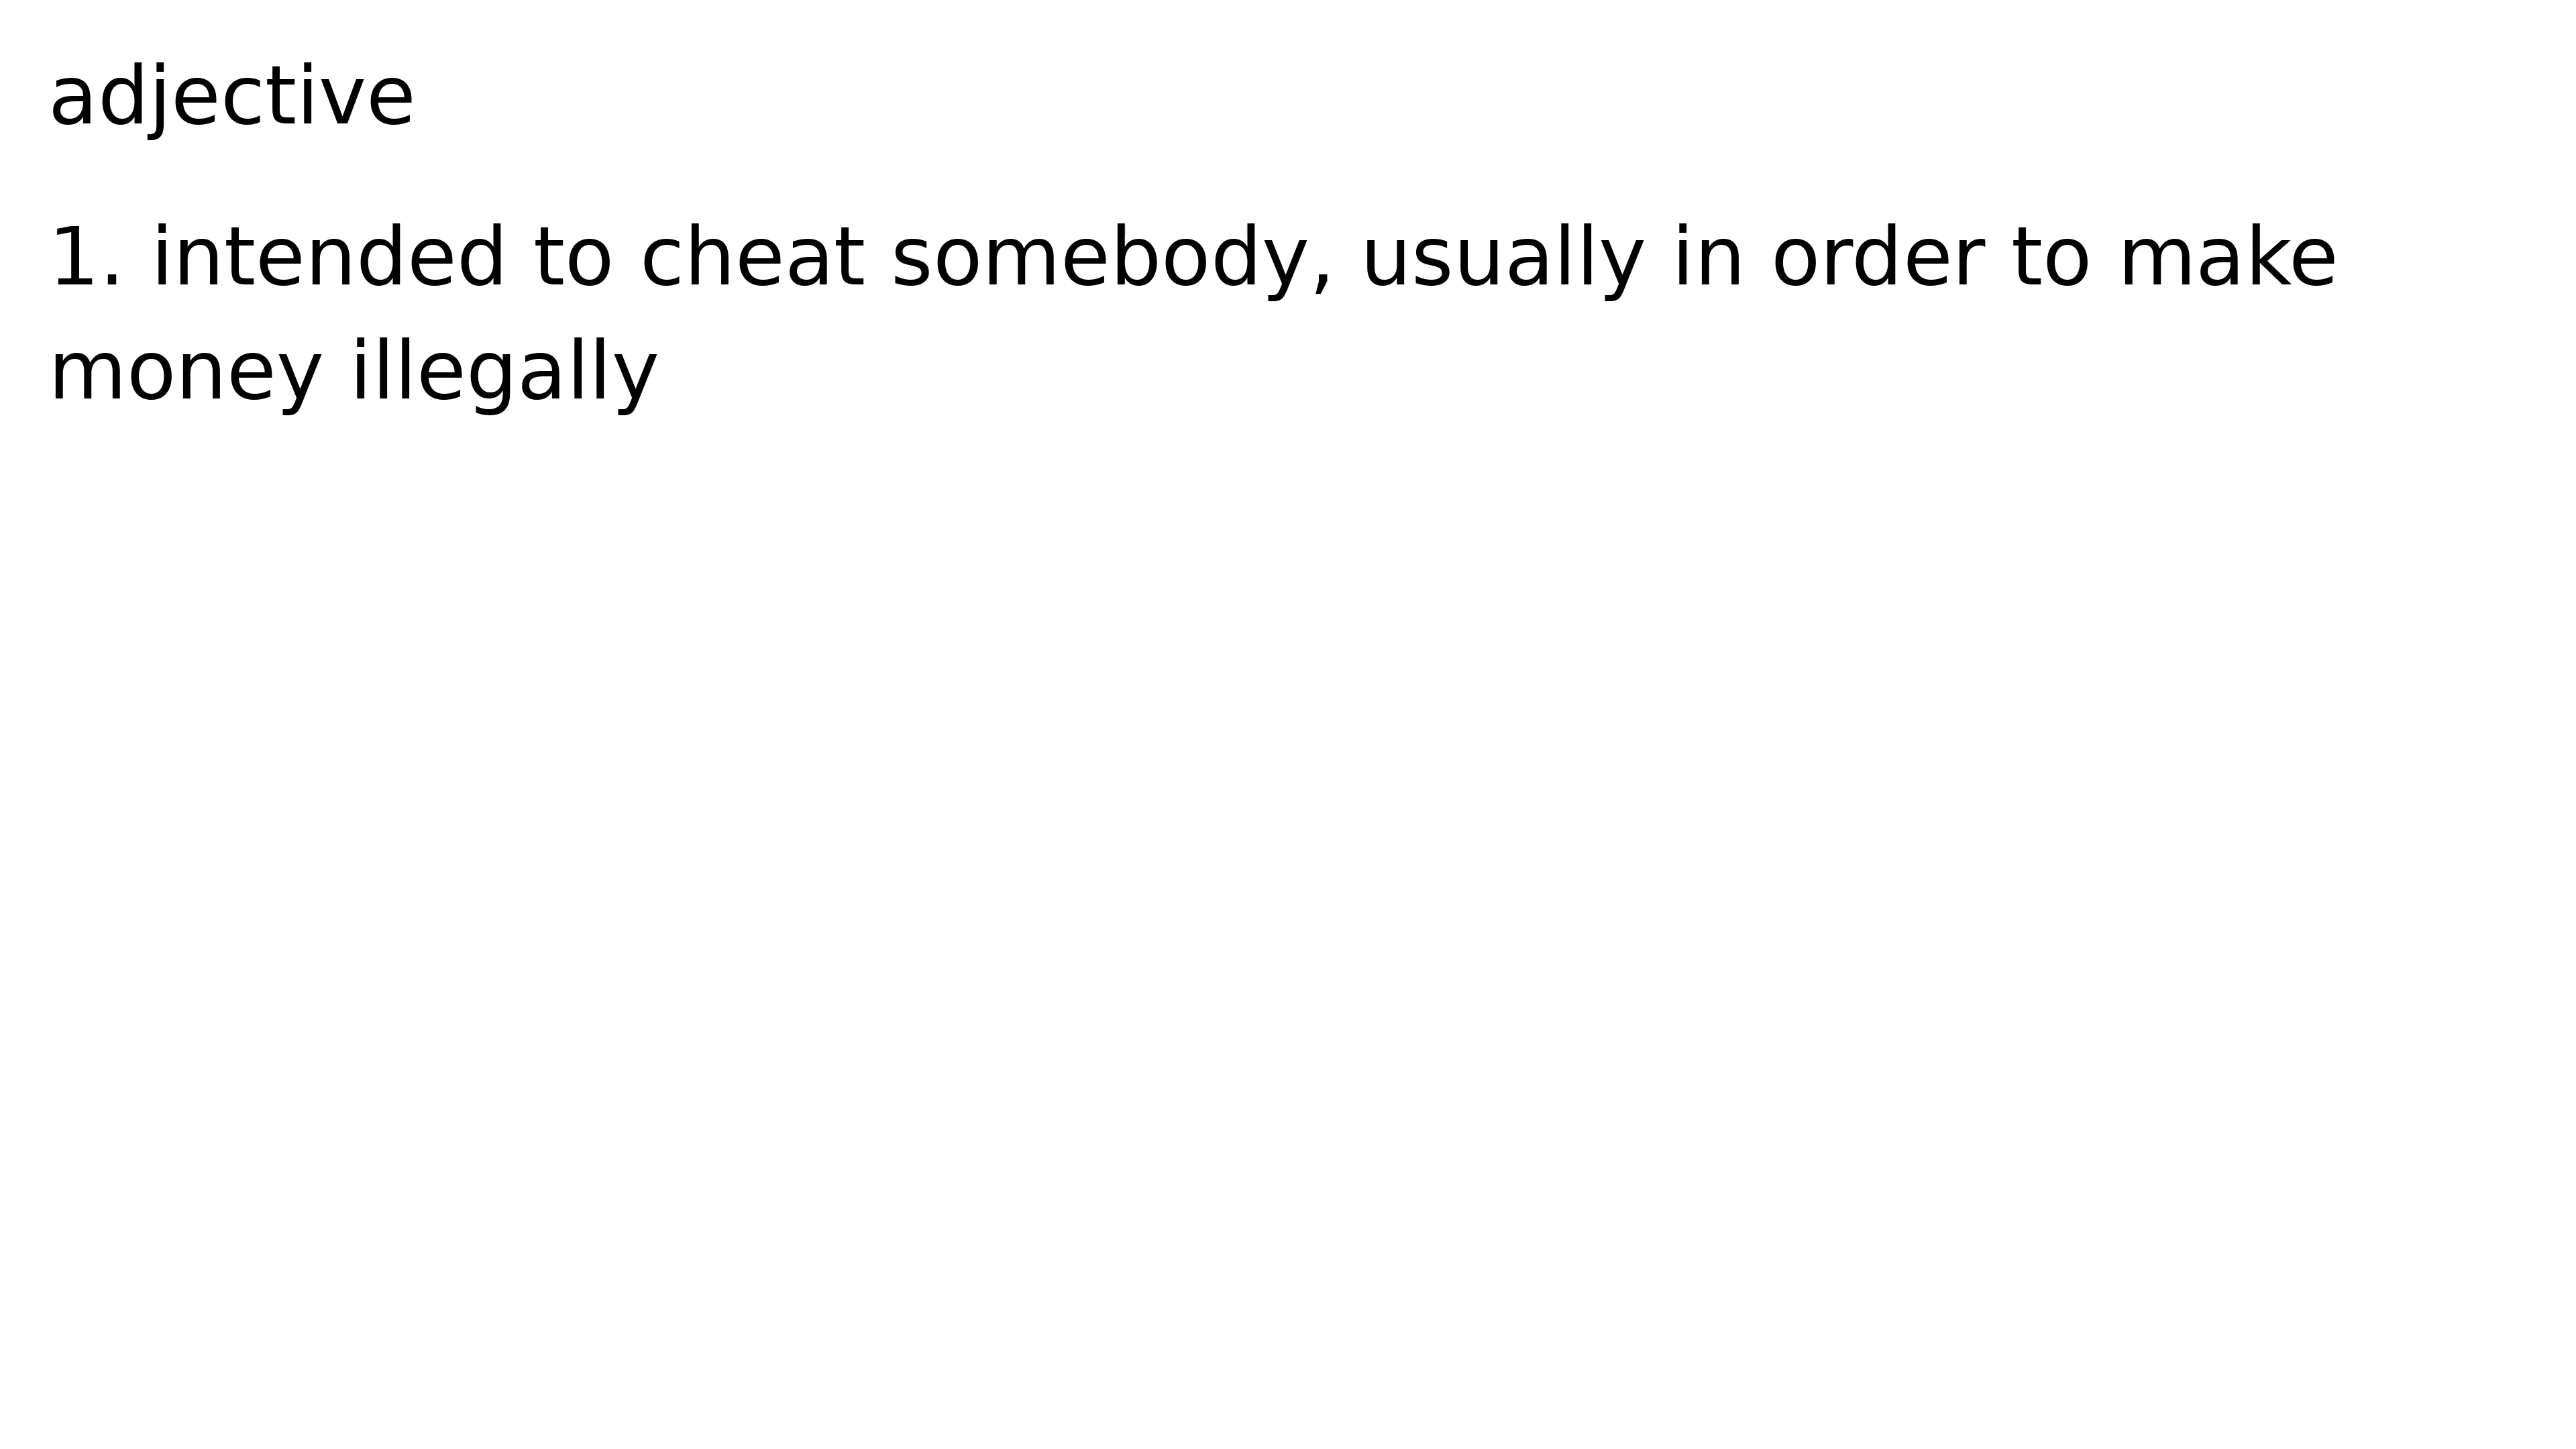 adjective
1. intended to cheat somebody, usually in order to make
money illegally